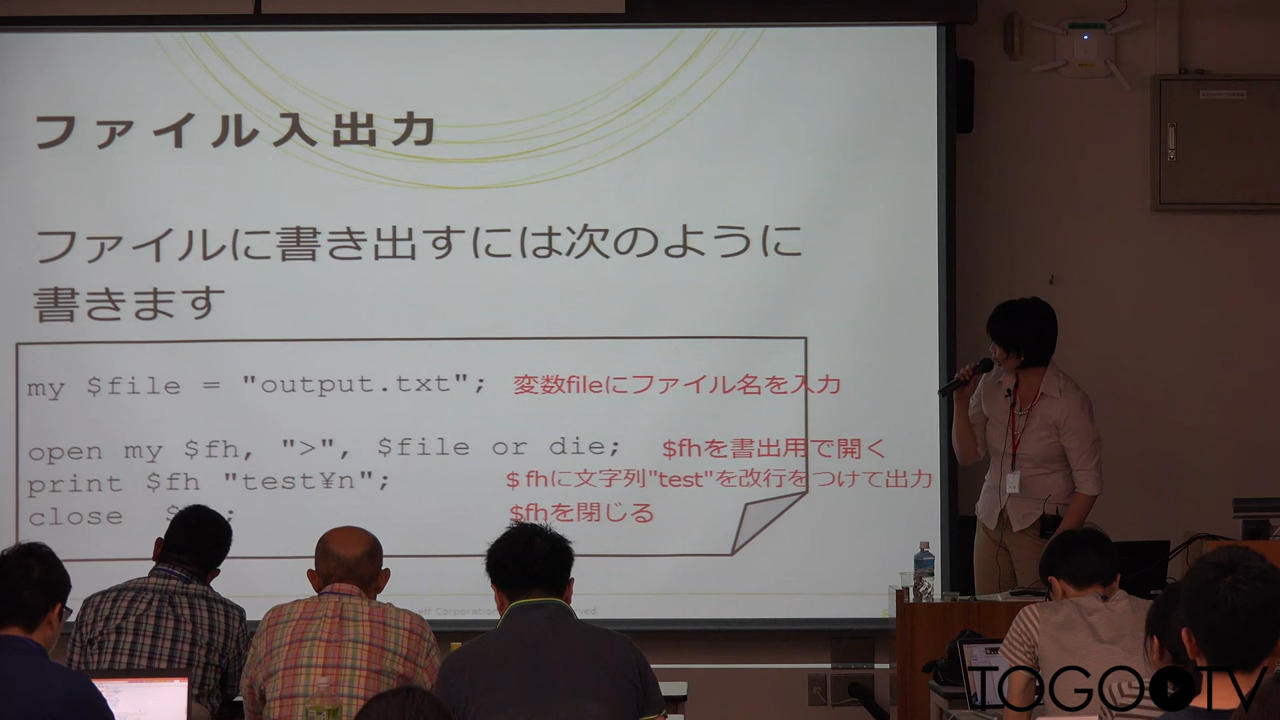 ファイル入出力
ファイルに書き出すには次のように
書きます
my $file = "output.txt"; 変数fileにファイル名を入力
open my $fh, ">", $file or die; $fhを書出用で開く
print $fh "test¥n"; $fhに文字列"test"を改行をつけて出力
close $ ; $fhを閉じる
eff Corporation
TOGOTV